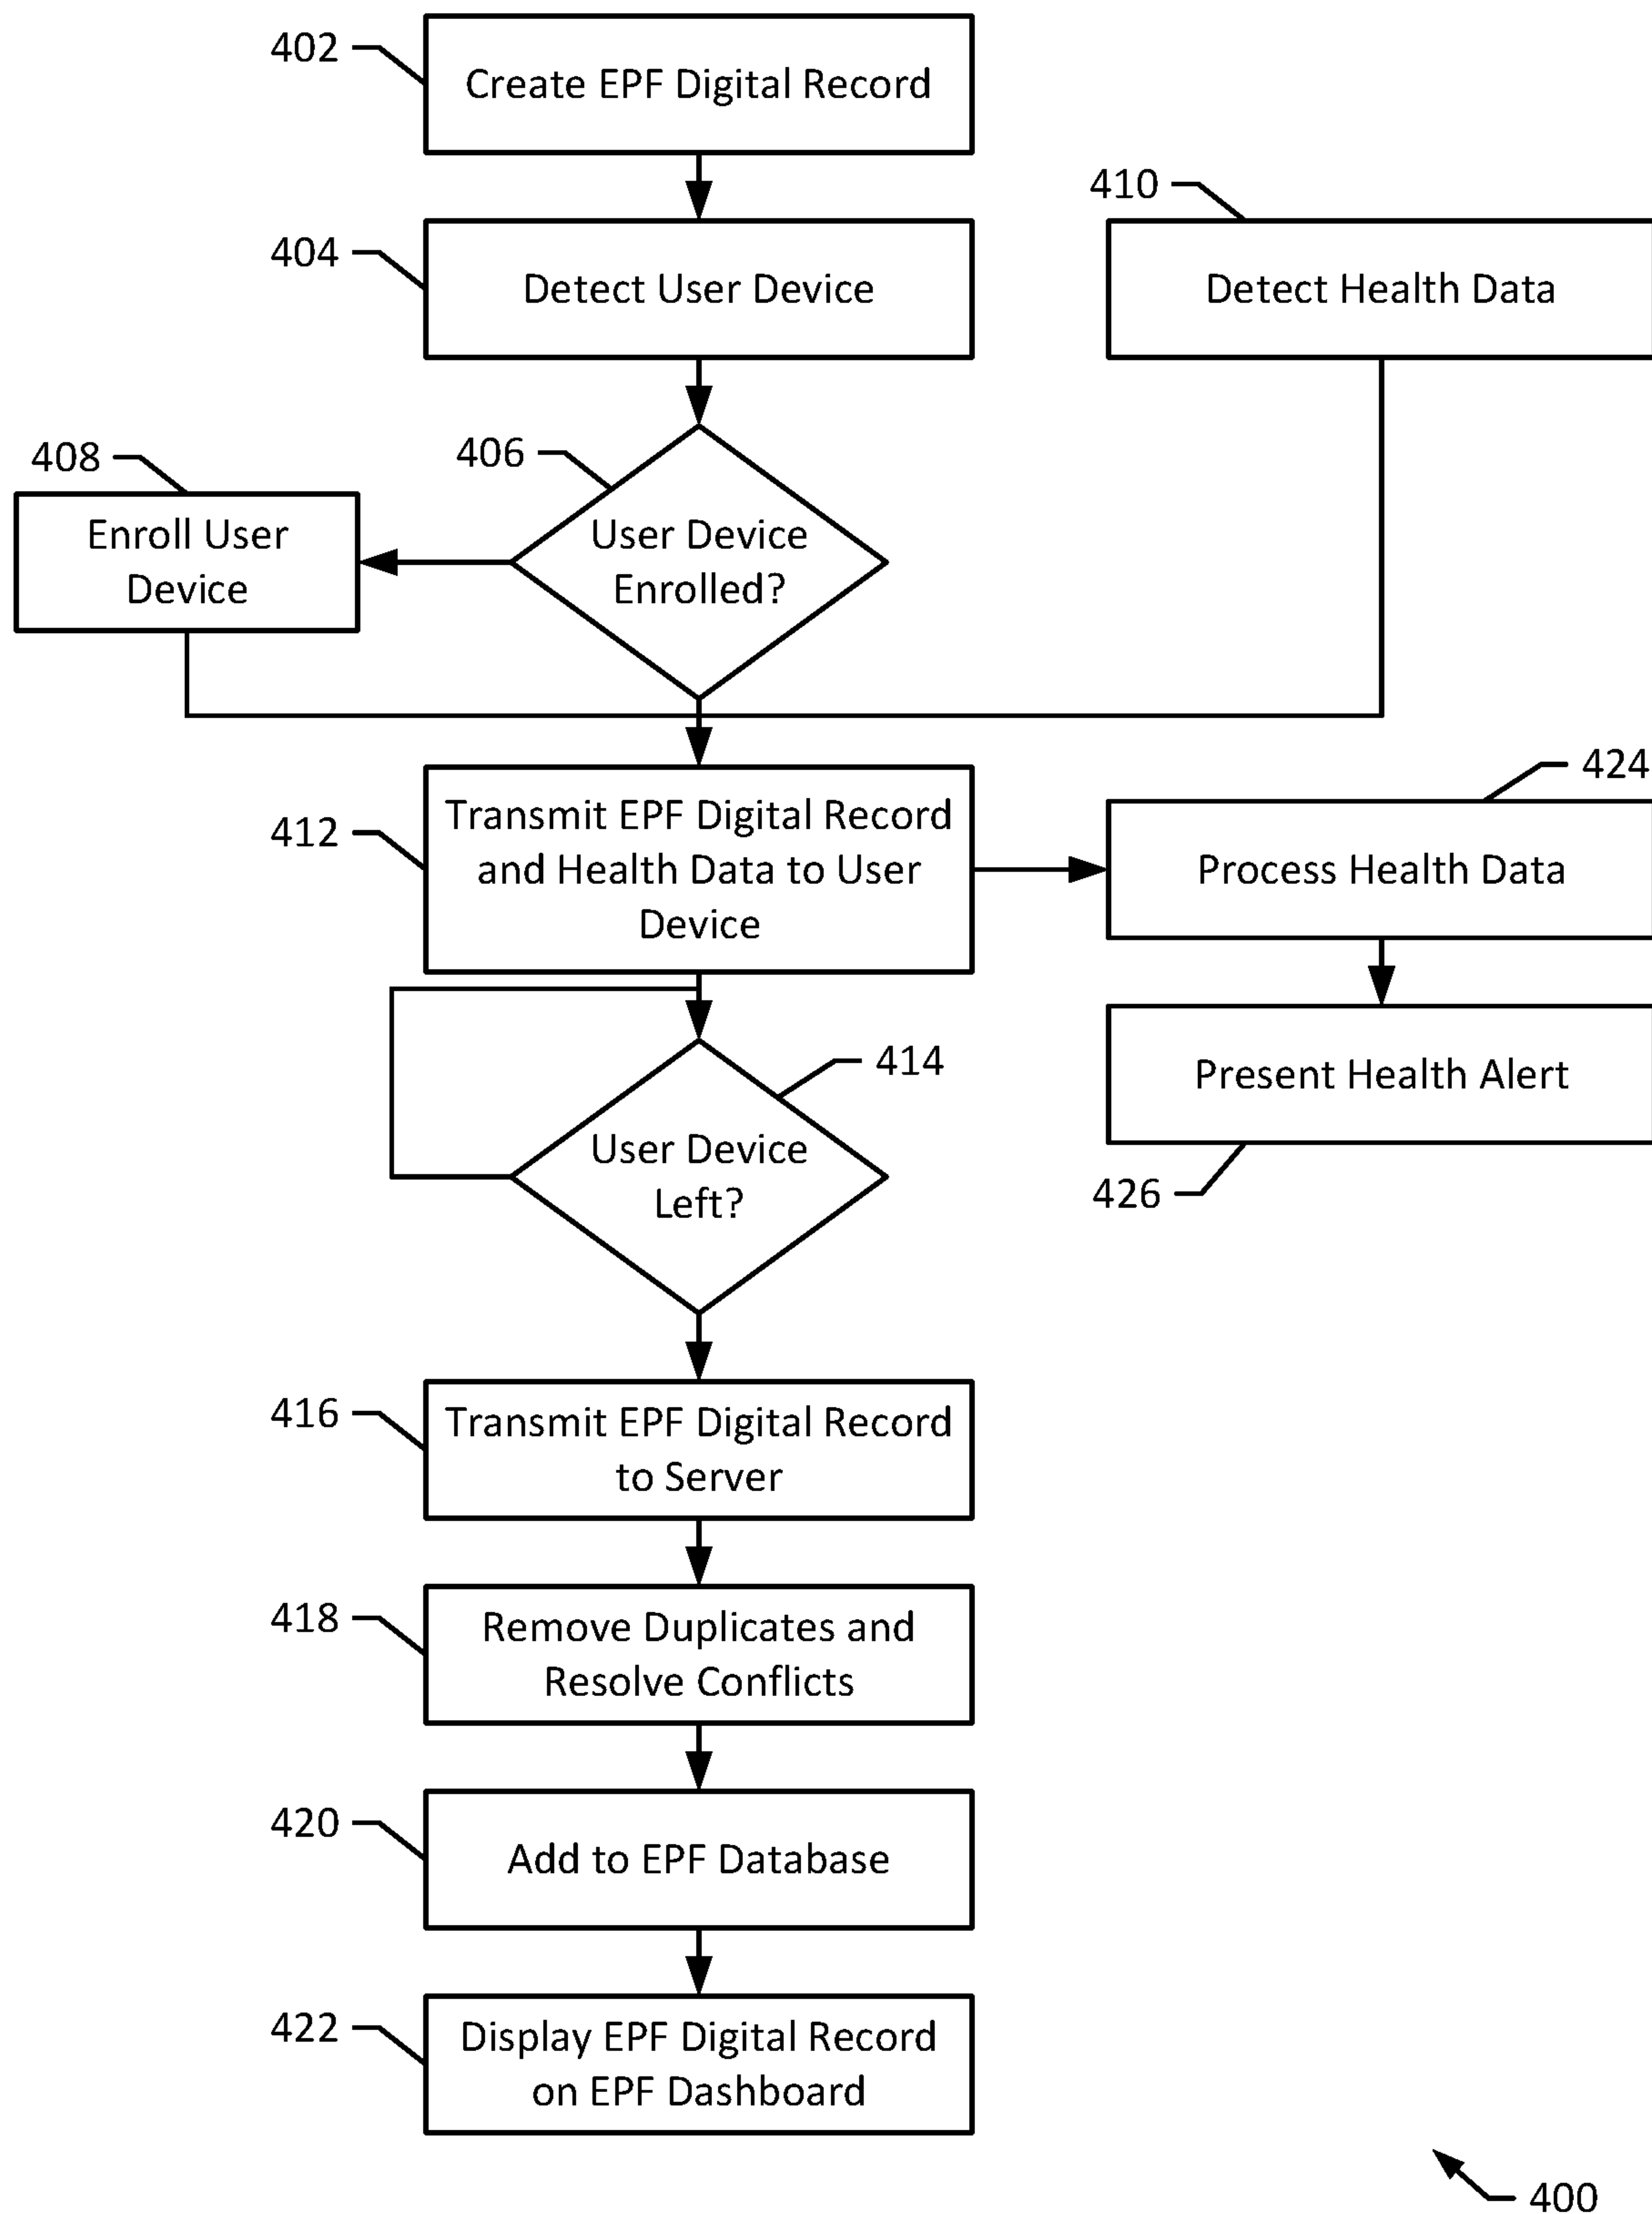 402
Create EPF Digital Record
410
404
Detect User Device
Detect Health Data
408
406
Enroll User
Device
User Device
Enrolled?
412
Transmit EPF Digital Record
and Health Data to User
Device
424
Process Health Data
414
User Device
Left?
Present Health Alert
426
416
Transmit EPF Digital Record
to Server
418
Remove Duplicates and
Resolve Conflicts
420
Add to EPF Database
422
Display EPF Digital Record
on EPF Dashboard
400